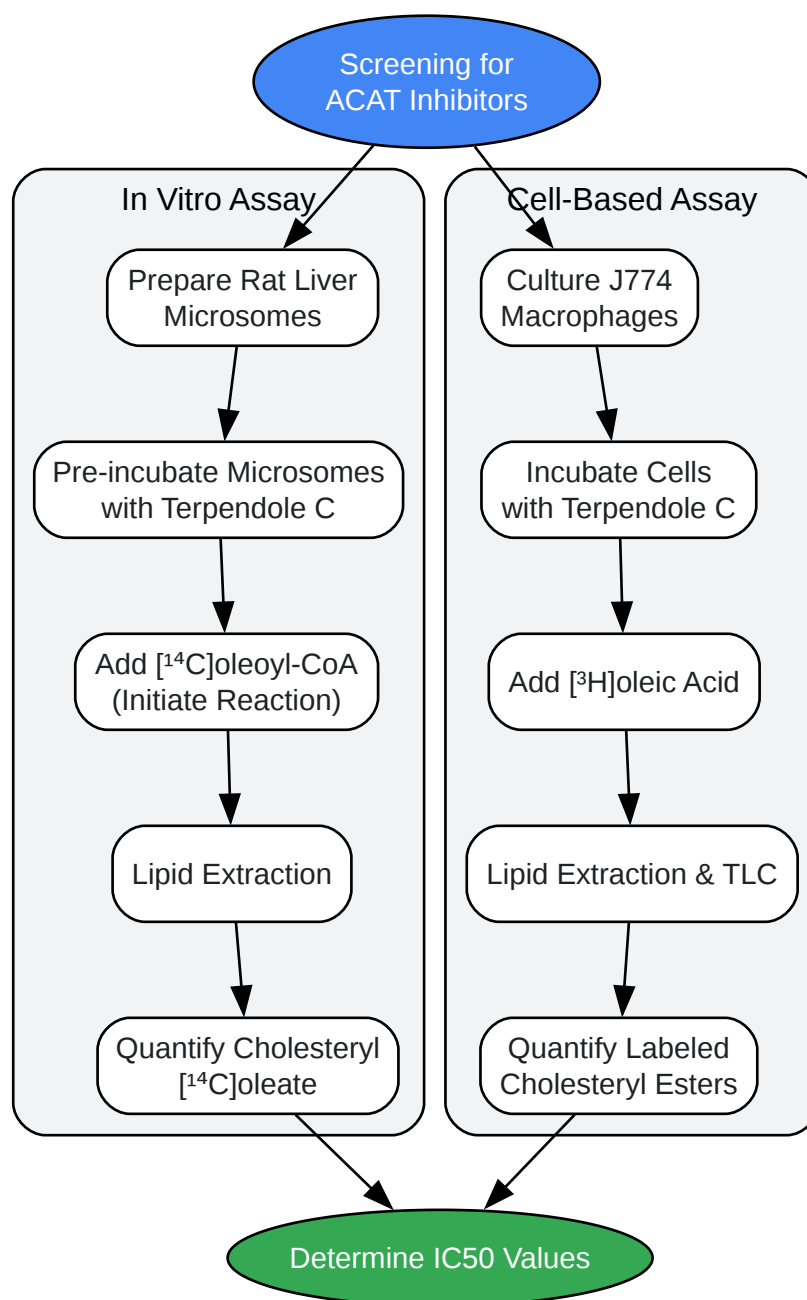 Screening for
ACAT Inhibitors
In Vitro Assay
Prepare Rat Liver
Microsomes
Pre-incubate Microsomes
with Terpendole C
Add [¹⁴C]oleoyl-CoA
(Initiate Reaction)
Lipid Extraction
Quantify Cholesteryl
[¹⁴C]oleate
Cell-Based Assay
Culture J774
Macrophages
Incubate Cells
with Terpendole C
Add [³H]oleic Acid
Lipid Extraction & TLC
Quantify Labeled
Cholesteryl Esters
Determine IC50 Values